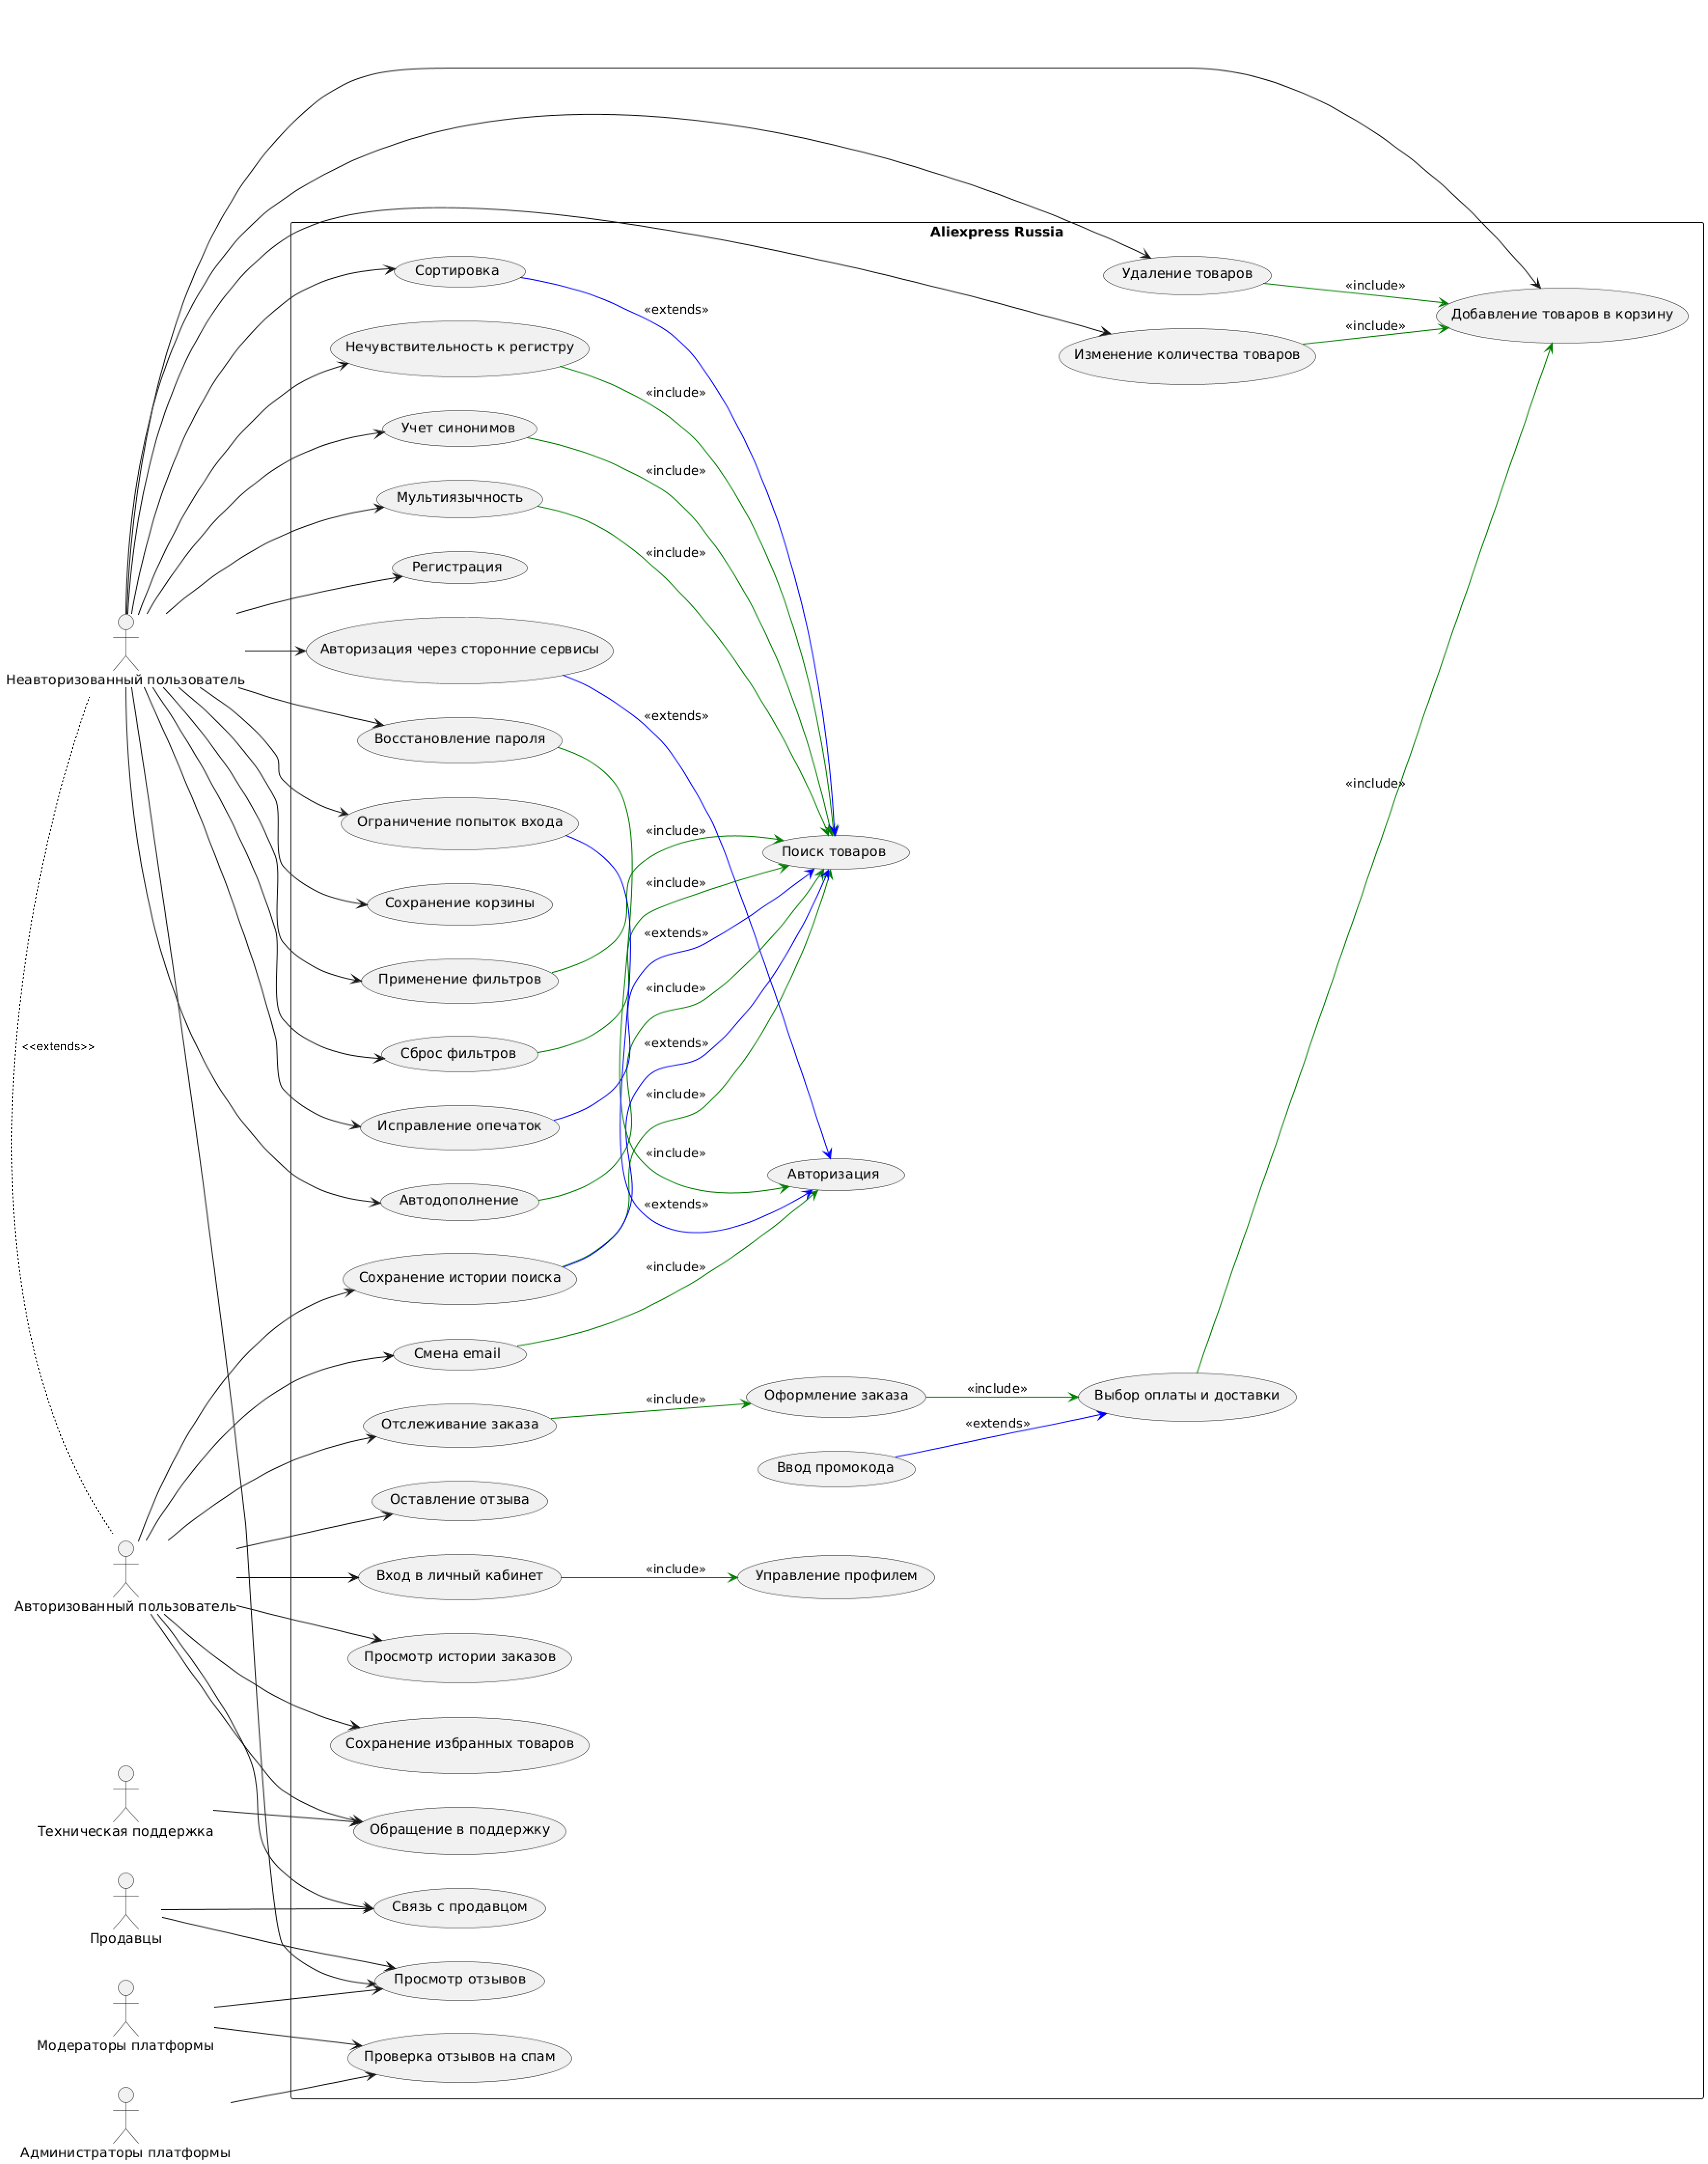 Aliexpress Russia
Сортировка
Удаление товаров
«include»
«extends»
Добавление товаров в корзину
«include»
Нечувствительность к регистру
Изменение количества товаров
«include»
Учет синонимов
«include»
Мультиязычность
«include»
Регистрация
Авторизация через сторонние сервисы
Неавторизованный пользователь
«extends»
Восстановление пароля
«include»
Ограничение попыток входа
«include»
Поиск товаров
«include»
Сохранение корзины
«extends»
Применение фильтров
«include»
<<extends>>
«extends»
Сброс фильтров
«include»
Исправление опечаток
«include»
Авторизация
Автодополнение
«extends»
«include»
Сохранение истории поиска
Смена email
«include»
«include»
Оформление заказа
Выбор оплаты и доставки
Отслеживание заказа
«extends»
Ввод промокода
Оставление отзыва
«include»
Вход в личный кабинет
Управление профилем
Авторизованный пользователь
Просмотр истории заказов
Сохранение избранных товаров
Обращение в поддержку
Техническая поддержка
Связь с продавцом
Продавцы
Просмотр отзывов
Модераторы платформы
Проверка отзывов на спам
Администраторы платформы